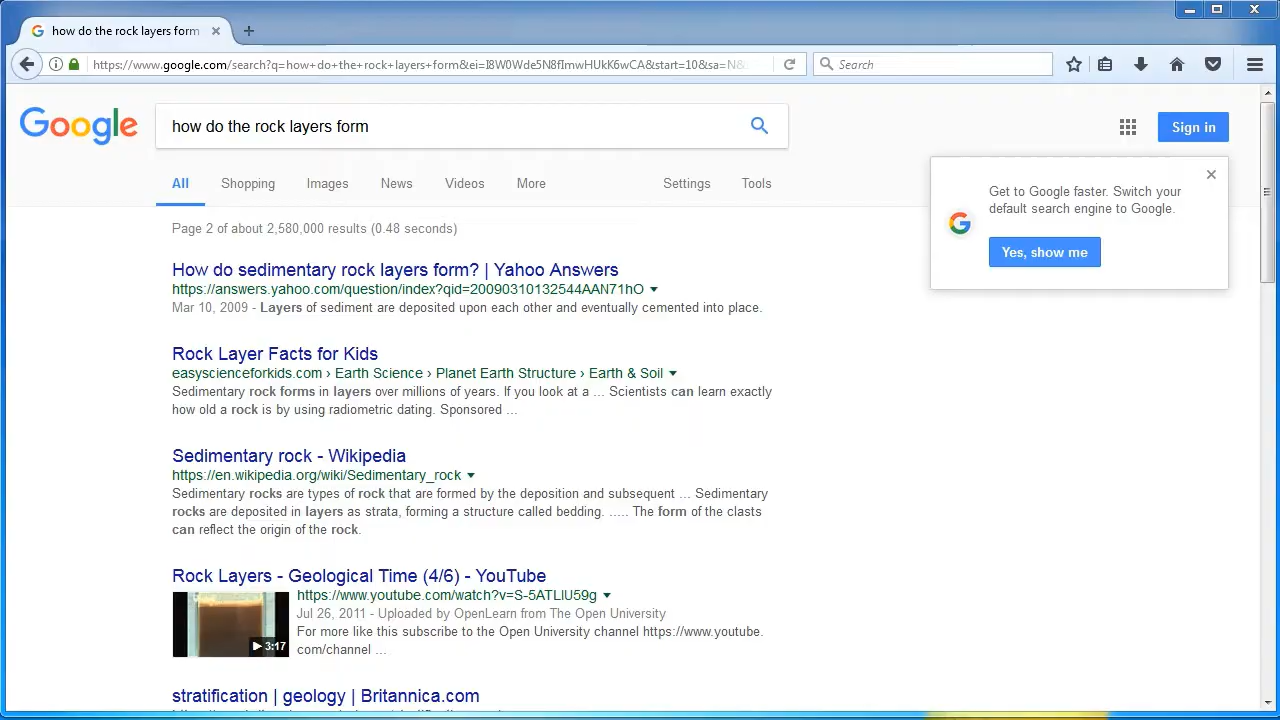 how do the rock layers form
https://www.google.com/search?q=how+do+the+rock+layers+form&ei=I8W0Wde5N8fImwHUkK6wCA&start=10&sa=N&
Search
Google
how do the rock layers form
Sign in
All Shopping Images News Videos More Settings Tools
Get to Google faster. Switch your
default search engine to Google.
Yes, show me
Page 2 of about 2,580,000 results (0.48 seconds)
How do sedimentary rock layers form? | Yahoo Answers
https://answers.yahoo.com/question/index?qid=20090310132544AAN71hO
Mar 10, 2009 - Layers of sediment are deposited upon each other and eventually cemented into place.
Rock Layer Facts for Kids
easyscienceforkids.com › Earth Science › Planet Earth Structure › Earth & Soil
Sedimentary rock forms in layers over millions of years. If you look at a ... Scientists can learn exactly
how old a rock is by using radiometric dating. Sponsored ...
Sedimentary rock - Wikipedia
https://en.wikipedia.org/wiki/Sedimentary_rock
Sedimentary rocks are types of rock that are formed by the deposition and subsequent ... Sedimentary
rocks are deposited in layers as strata, forming a structure called bedding. ..... The form of the clasts
can reflect the origin of the rock.
Rock Layers - Geological Time (4/6) - YouTube
https://www.youtube.com/watch?v=S-5ATLIU59g
Jul 26, 2011 - Uploaded by OpenLearn from The Open University
For more like this subscribe to the Open University channel https://www.youtube.
com/channel ...
3:17
stratification | geology | Britannica.com